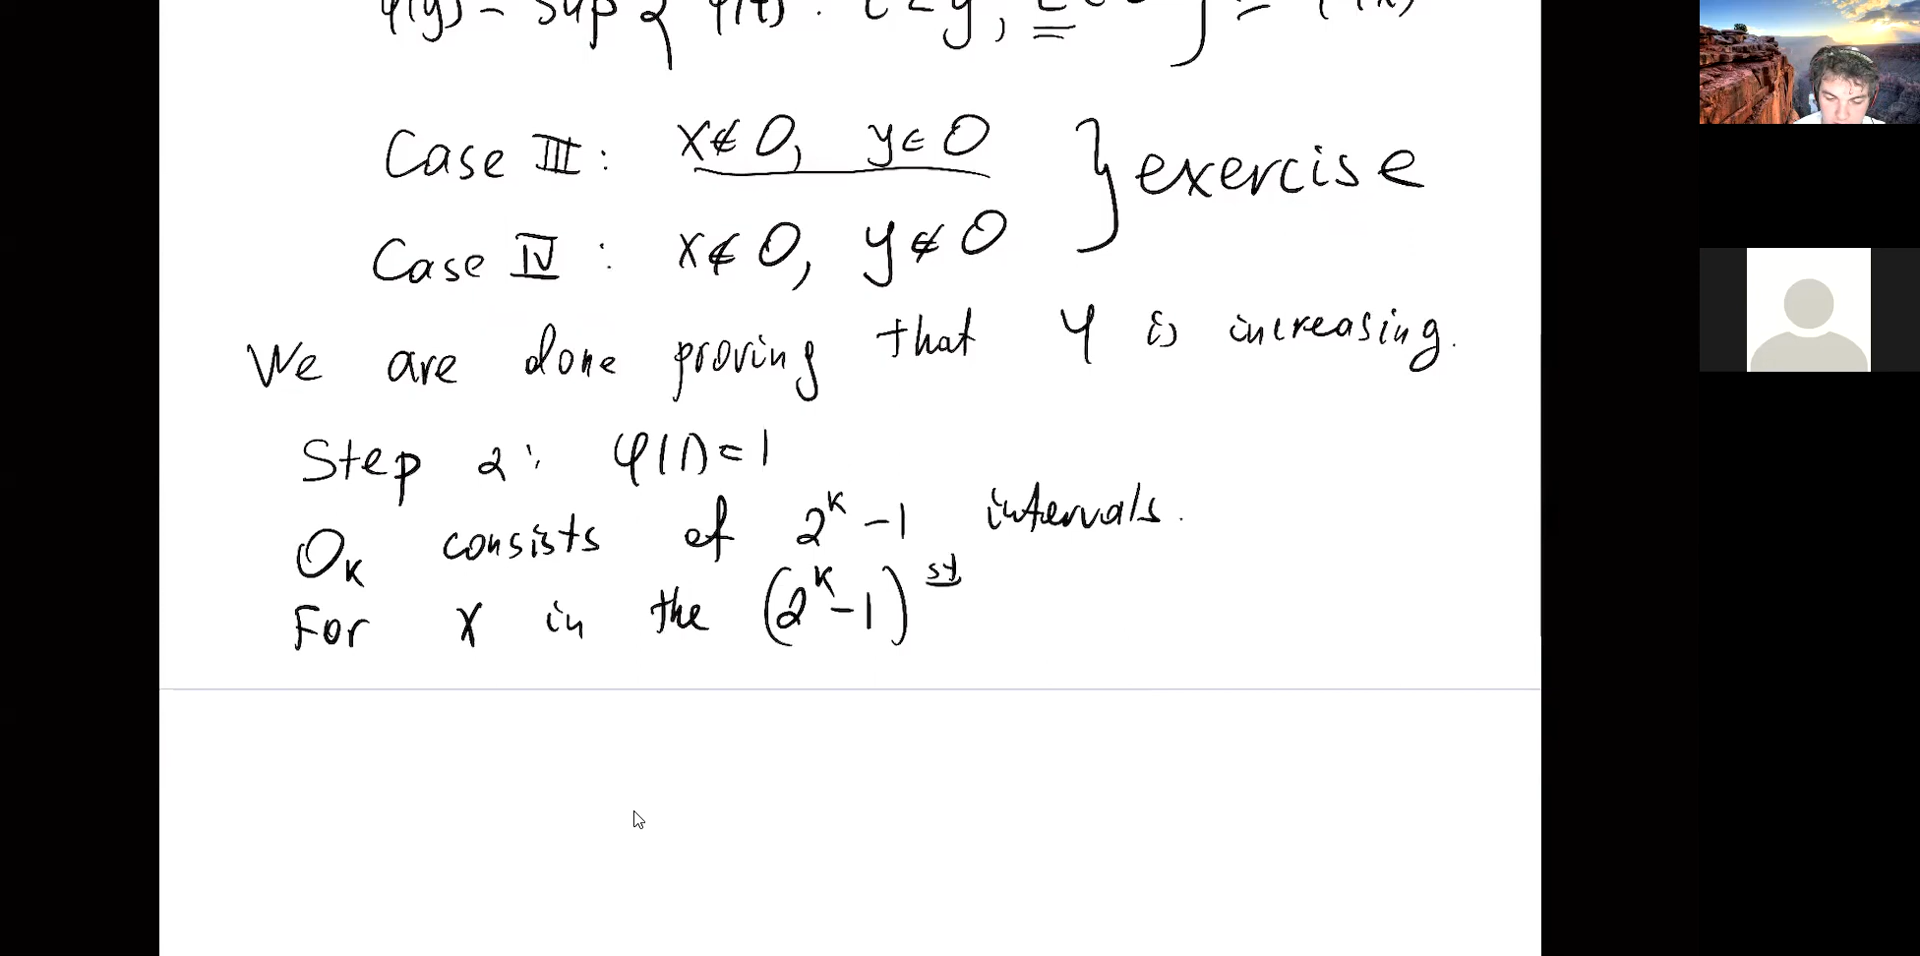 φ(y) = sup { φ(t) : t < y, t ∈ O } ≥ φ(x)
Case III : x ∉ O, y ∈ O } exercise
Case IV : x ∉ O, y ∉ O
We are done proving that φ is increasing.
Step 2: φ(1) = 1
O_k consists of 2^k - 1 intervals.
For x in the (2^k - 1)^st